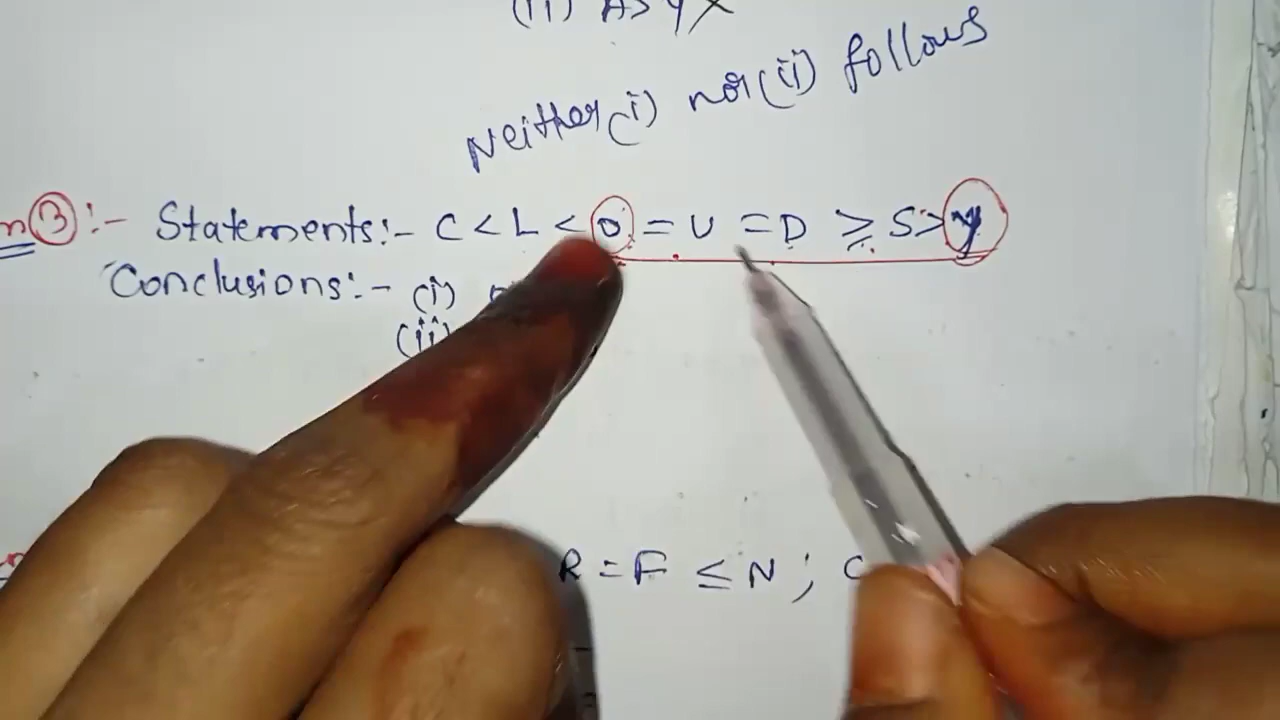 (ii) A > Y X
Neither (i) nor (ii) follows
n 3 :- Statements:- C < L < O = U = D ≥ S > Y
Conclusions:- (i)
(ii)
R = F ≤ N ; C